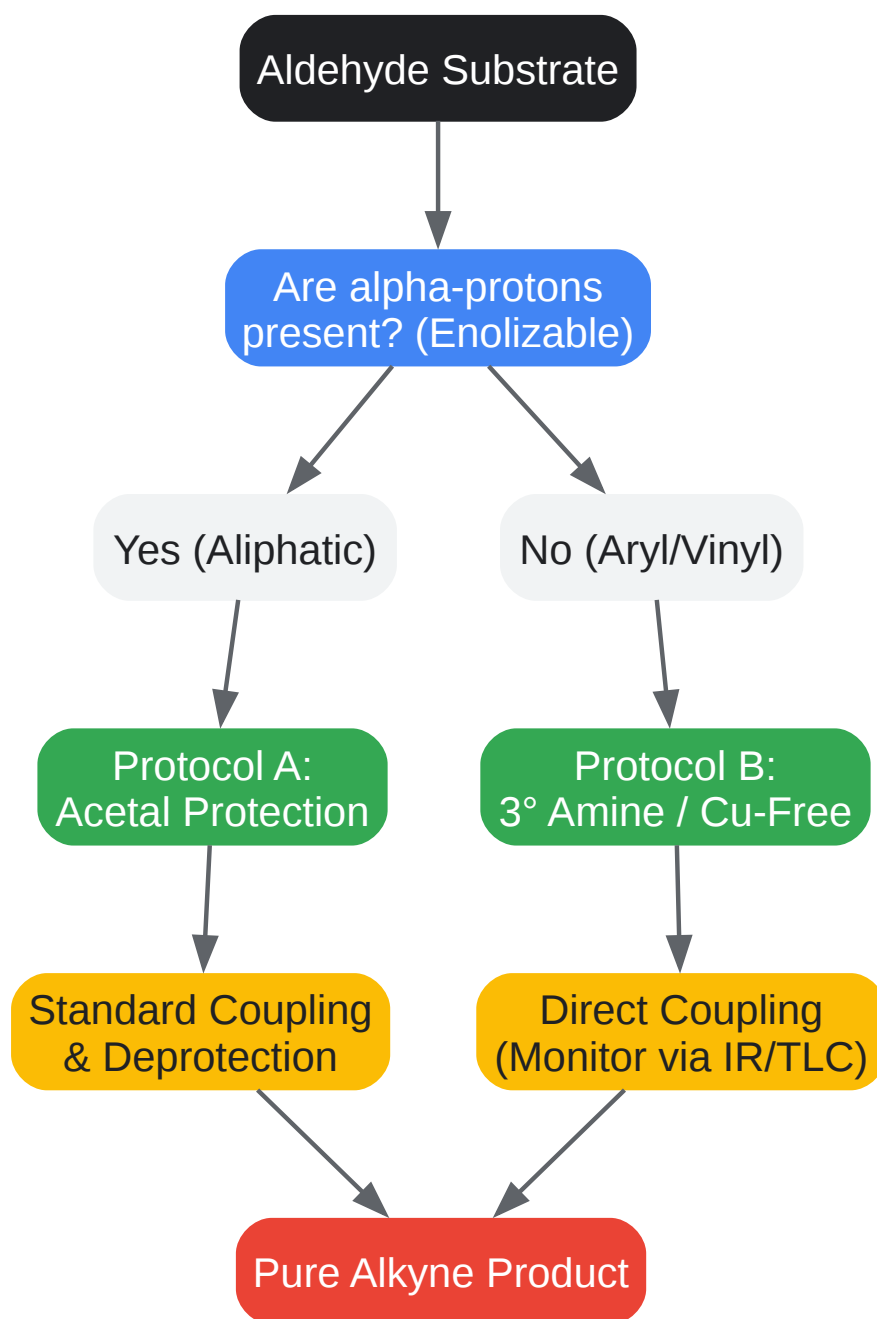 Aldehyde Substrate
Are alpha-protons
present? (Enolizable)
Yes (Aliphatic)
No (Aryl/Vinyl)
Protocol A:
Acetal Protection
Protocol B:
3° Amine / Cu-Free
Standard Coupling
& Deprotection
Direct Coupling
(Monitor via IR/TLC)
Pure Alkyne Product